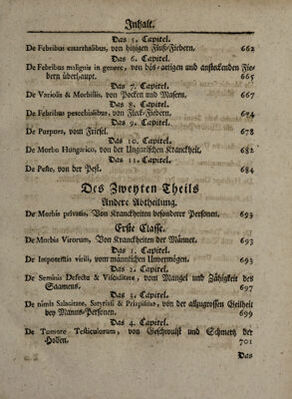 Inhalt.
Das 5. Capitel.
De Febribus catarrhalibus, von hitzigen Fluß-Fiebern. 662
Das 6. Capitel.
De Febribus malignis in genere, von bös-artigen und ansteckenden Fie-
bern überhaupt. 665
Das 7. Capitel.
De Variolis & Morbillis, von Pocken und Masern. 667
Das 8. Capitel.
De Febribus petechialibus, von Fleck-Fiebern. 674
Das 9. Capitel.
De Purpura, vom Friesel. 678
Das 10. Capitel.
De Morbo Hungarico, von der Ungarischen Kranckheit. 682
Das 11. Capitel.
De Peste, von der Pest. 684
Des Zweyten Theils
Andere Abtheilung.
De Morbis privatis, Von Kranckheiten besonderer Personen. 693
Erste Classe.
De Morbis Virorum, Von Kranckheiten der Männer. 693
Das 1. Capitel.
De Impotentia virili, vom männlichen Unvermögen. 693
Das 2. Capitel.
De Seminis Defectu & Viscidate, vom Mangel und Zähigkeit des
Saamens. 697
Das 3. Capitel.
De nimia Salacitate, Satyriasi & Priapismo, von der allzugrossen Geilheit
bey Manns-Personen. 699
Das 4. Capitel.
De Tumore Testiculorum, von Geschwulst und Schmertz der
Hoden. 701
Das